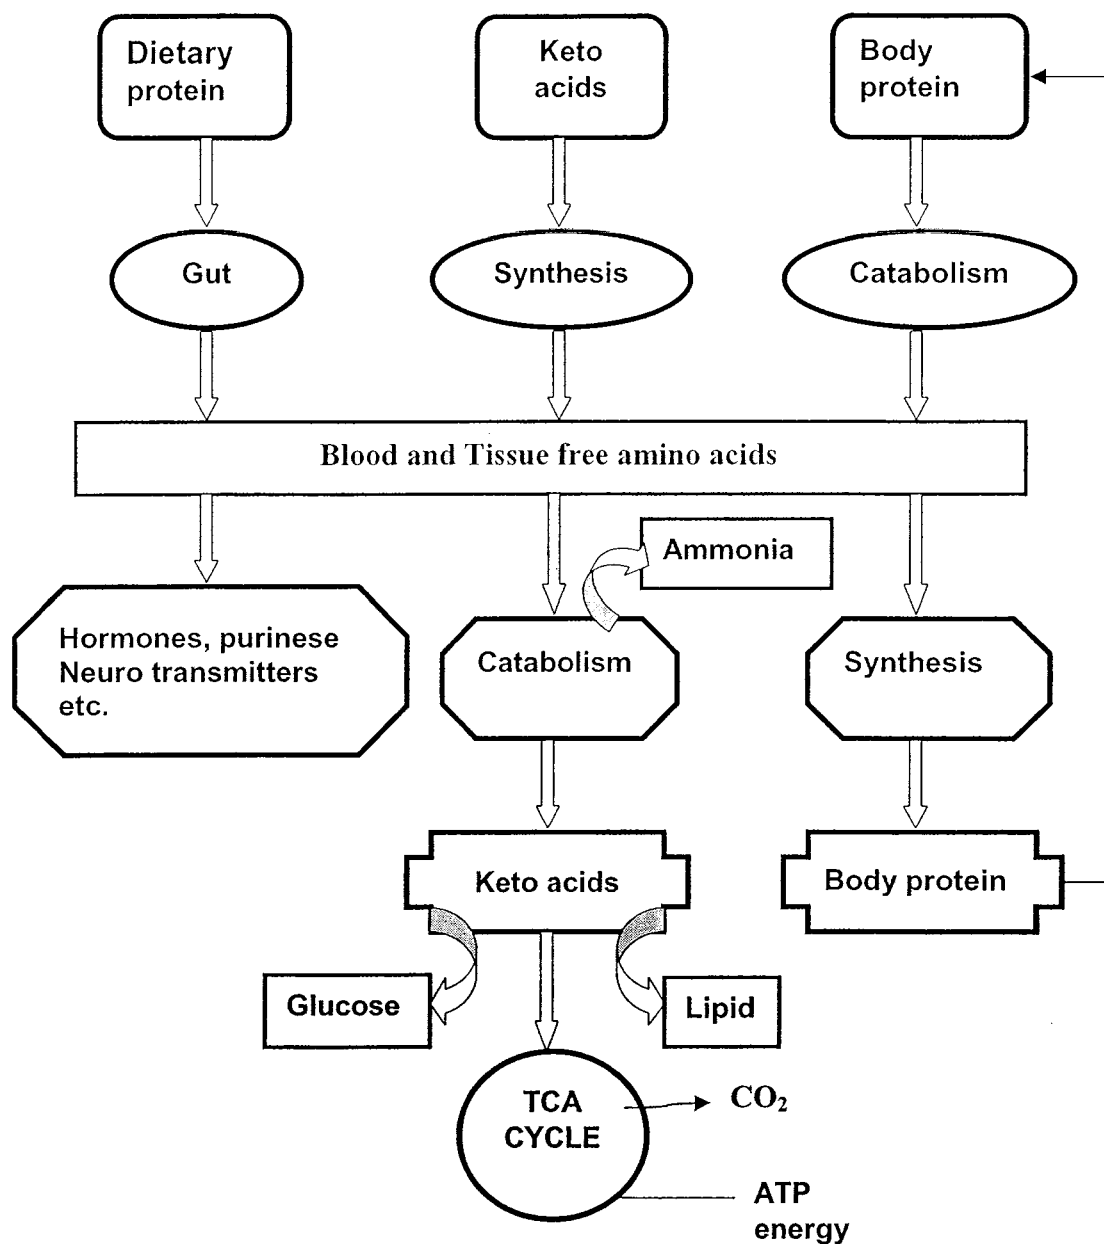 Dietary
protein
Keto
acids
Body
protein
Gut
Synthesis
Catabolism
Blood and Tissue free amino acids
Ammonia
Hormones, purinese
Neuro transmitters
etc.
Catabolism
Synthesis
Keto acids
Body protein
Glucose
Lipid
TCA
CYCLE
CO₂
ATP
energy